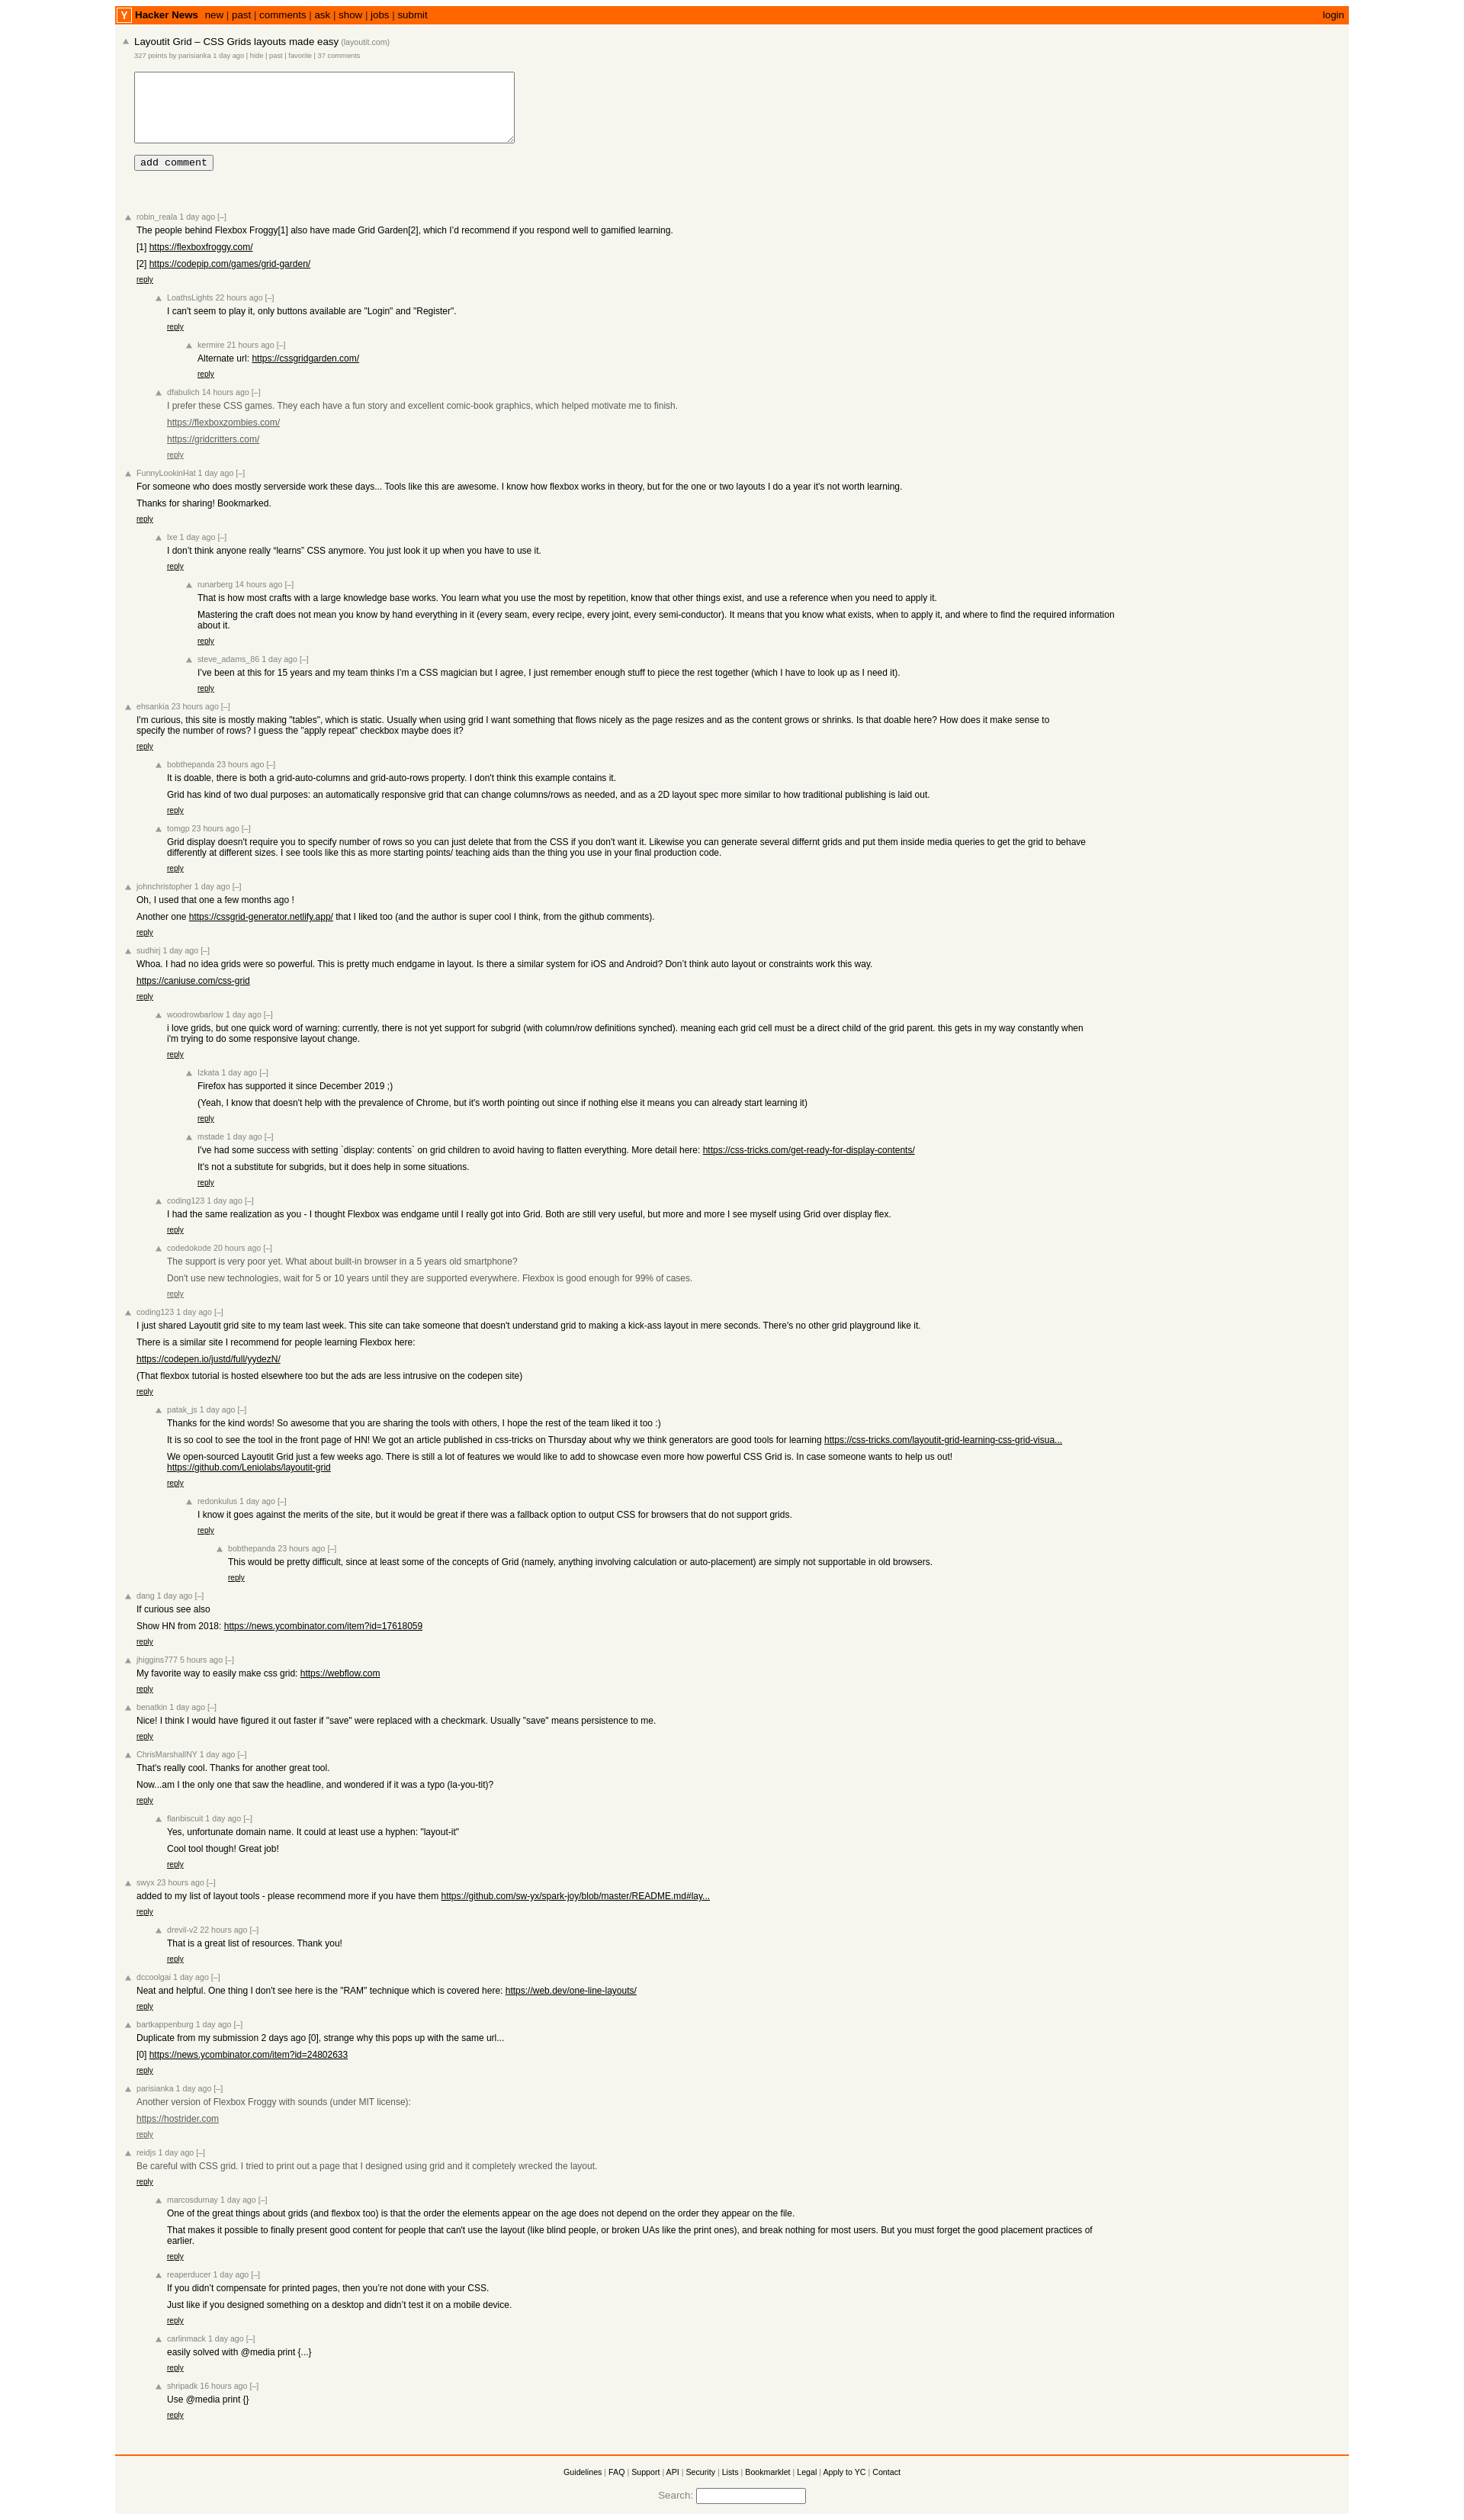 Y Hacker News new | past | comments | ask | show | jobs | submit login
Layoutit Grid – CSS Grids layouts made easy (layoutit.com)
327 points by parisianka 1 day ago | hide | past | favorite | 37 comments
add comment
robin_reala 1 day ago [–]
The people behind Flexbox Froggy[1] also have made Grid Garden[2], which I’d recommend if you respond well to gamified learning.
[1] https://flexboxfroggy.com/
[2] https://codepip.com/games/grid-garden/
reply
LoathsLights 22 hours ago [–]
I can't seem to play it, only buttons available are "Login" and "Register".
reply
kermire 21 hours ago [–]
Alternate url: https://cssgridgarden.com/
reply
dfabulich 14 hours ago [–]
I prefer these CSS games. They each have a fun story and excellent comic-book graphics, which helped motivate me to finish.
https://flexboxzombies.com/
https://gridcritters.com/
reply
FunnyLookinHat 1 day ago [–]
For someone who does mostly serverside work these days... Tools like this are awesome. I know how flexbox works in theory, but for the one or two layouts I do a year it's not worth learning.
Thanks for sharing! Bookmarked.
reply
lxe 1 day ago [–]
I don’t think anyone really “learns” CSS anymore. You just look it up when you have to use it.
reply
runarberg 14 hours ago [–]
That is how most crafts with a large knowledge base works. You learn what you use the most by repetition, know that other things exist, and use a reference when you need to apply it.
Mastering the craft does not mean you know by hand everything in it (every seam, every recipe, every joint, every semi-conductor). It means that you know what exists, when to apply it, and where to find the required information
about it.
reply
steve_adams_86 1 day ago [–]
I’ve been at this for 15 years and my team thinks I’m a CSS magician but I agree, I just remember enough stuff to piece the rest together (which I have to look up as I need it).
reply
ehsankia 23 hours ago [–]
I'm curious, this site is mostly making "tables", which is static. Usually when using grid I want something that flows nicely as the page resizes and as the content grows or shrinks. Is that doable here? How does it make sense to
specify the number of rows? I guess the "apply repeat" checkbox maybe does it?
reply
bobthepanda 23 hours ago [–]
It is doable, there is both a grid-auto-columns and grid-auto-rows property. I don't think this example contains it.
Grid has kind of two dual purposes: an automatically responsive grid that can change columns/rows as needed, and as a 2D layout spec more similar to how traditional publishing is laid out.
reply
tomgp 23 hours ago [–]
Grid display doesn't require you to specify number of rows so you can just delete that from the CSS if you don't want it. Likewise you can generate several differnt grids and put them inside media queries to get the grid to behave
differently at different sizes. I see tools like this as more starting points/ teaching aids than the thing you use in your final production code.
reply
johnchristopher 1 day ago [–]
Oh, I used that one a few months ago !
Another one https://cssgrid-generator.netlify.app/ that I liked too (and the author is super cool I think, from the github comments).
reply
sudhirj 1 day ago [–]
Whoa. I had no idea grids were so powerful. This is pretty much endgame in layout. Is there a similar system for iOS and Android? Don’t think auto layout or constraints work this way.
https://caniuse.com/css-grid
reply
woodrowbarlow 1 day ago [–]
i love grids, but one quick word of warning: currently, there is not yet support for subgrid (with column/row definitions synched). meaning each grid cell must be a direct child of the grid parent. this gets in my way constantly when
i'm trying to do some responsive layout change.
reply
Izkata 1 day ago [–]
Firefox has supported it since December 2019 ;)
(Yeah, I know that doesn't help with the prevalence of Chrome, but it's worth pointing out since if nothing else it means you can already start learning it)
reply
mstade 1 day ago [–]
I've had some success with setting `display: contents` on grid children to avoid having to flatten everything. More detail here: https://css-tricks.com/get-ready-for-display-contents/
It's not a substitute for subgrids, but it does help in some situations.
reply
coding123 1 day ago [–]
I had the same realization as you - I thought Flexbox was endgame until I really got into Grid. Both are still very useful, but more and more I see myself using Grid over display flex.
reply
codedokode 20 hours ago [–]
The support is very poor yet. What about built-in browser in a 5 years old smartphone?
Don't use new technologies, wait for 5 or 10 years until they are supported everywhere. Flexbox is good enough for 99% of cases.
reply
coding123 1 day ago [–]
I just shared Layoutit grid site to my team last week. This site can take someone that doesn't understand grid to making a kick-ass layout in mere seconds. There's no other grid playground like it.
There is a similar site I recommend for people learning Flexbox here:
https://codepen.io/justd/full/yydezN/
(That flexbox tutorial is hosted elsewhere too but the ads are less intrusive on the codepen site)
reply
patak_js 1 day ago [–]
Thanks for the kind words! So awesome that you are sharing the tools with others, I hope the rest of the team liked it too :)
It is so cool to see the tool in the front page of HN! We got an article published in css-tricks on Thursday about why we think generators are good tools for learning https://css-tricks.com/layoutit-grid-learning-css-grid-visua...
We open-sourced Layoutit Grid just a few weeks ago. There is still a lot of features we would like to add to showcase even more how powerful CSS Grid is. In case someone wants to help us out!
https://github.com/Leniolabs/layoutit-grid
reply
redonkulus 1 day ago [–]
I know it goes against the merits of the site, but it would be great if there was a fallback option to output CSS for browsers that do not support grids.
reply
bobthepanda 23 hours ago [–]
This would be pretty difficult, since at least some of the concepts of Grid (namely, anything involving calculation or auto-placement) are simply not supportable in old browsers.
reply
dang 1 day ago [–]
If curious see also
Show HN from 2018: https://news.ycombinator.com/item?id=17618059
reply
jhiggins777 5 hours ago [–]
My favorite way to easily make css grid: https://webflow.com
reply
benatkin 1 day ago [–]
Nice! I think I would have figured it out faster if "save" were replaced with a checkmark. Usually "save" means persistence to me.
reply
ChrisMarshallNY 1 day ago [–]
That's really cool. Thanks for another great tool.
Now...am I the only one that saw the headline, and wondered if it was a typo (la-you-tit)?
reply
flanbiscuit 1 day ago [–]
Yes, unfortunate domain name. It could at least use a hyphen: "layout-it"
Cool tool though! Great job!
reply
swyx 23 hours ago [–]
added to my list of layout tools - please recommend more if you have them https://github.com/sw-yx/spark-joy/blob/master/README.md#lay...
reply
drevil-v2 22 hours ago [–]
That is a great list of resources. Thank you!
reply
dccoolgai 1 day ago [–]
Neat and helpful. One thing I don't see here is the "RAM" technique which is covered here: https://web.dev/one-line-layouts/
reply
bartkappenburg 1 day ago [–]
Duplicate from my submission 2 days ago [0], strange why this pops up with the same url...
[0] https://news.ycombinator.com/item?id=24802633
reply
parisianka 1 day ago [–]
Another version of Flexbox Froggy with sounds (under MIT license):
https://hostrider.com
reply
reidjs 1 day ago [–]
Be careful with CSS grid. I tried to print out a page that I designed using grid and it completely wrecked the layout.
reply
marcosdumay 1 day ago [–]
One of the great things about grids (and flexbox too) is that the order the elements appear on the age does not depend on the order they appear on the file.
That makes it possible to finally present good content for people that can't use the layout (like blind people, or broken UAs like the print ones), and break nothing for most users. But you must forget the good placement practices of
earlier.
reply
reaperducer 1 day ago [–]
If you didn’t compensate for printed pages, then you’re not done with your CSS.
Just like if you designed something on a desktop and didn’t test it on a mobile device.
reply
carlinmack 1 day ago [–]
easily solved with @media print {...}
reply
shripadk 16 hours ago [–]
Use @media print {}
reply
Guidelines | FAQ | Support | API | Security | Lists | Bookmarklet | Legal | Apply to YC | Contact
Search: